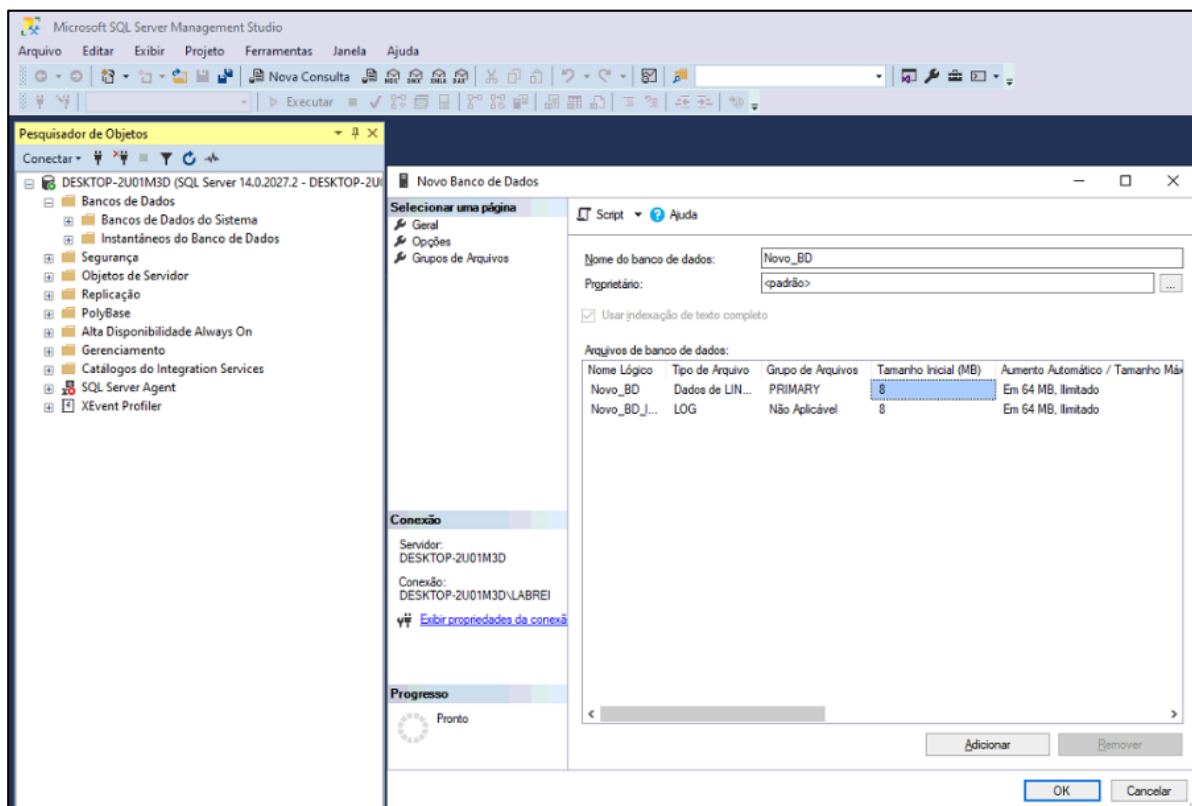 Microsoft SQL Server Management Studio
Arquivo Editar Exibir Projeto Ferramentas Janela Ajuda
Nova Consulta
Executar
Pesquisador de Objetos
Conectar
DESKTOP-2U01M3D (SQL Server 14.0.2027.2 - DESKTOP-2U
Bancos de Dados
Bancos de Dados do Sistema
Instantâneos do Banco de Dados
Segurança
Objetos de Servidor
Replicação
PolyBase
Alta Disponibilidade Always On
Gerenciamento
Catálogos do Integration Services
SQL Server Agent
XEvent Profiler
Novo Banco de Dados
Selecionar uma página
Geral
Opções
Grupos de Arquivos
Conexão
Servidor:
DESKTOP-2U01M3D
Conexão:
DESKTOP-2U01M3D\LABREI
Exibir propriedades da conexã
Progresso
Pronto
Script Ajuda
Nome do banco de dados: Novo_BD
Proprietário: <padrão> ...
Usar indexação de texto completo
Arquivos de banco de dados:
Nome Lógico Tipo de Arquivo Grupo de Arquivos Tamanho Inicial (MB) Aumento Automático / Tamanho Máx
Novo_BD Dados de LIN... PRIMARY 8 Em 64 MB, Ilimitado
Novo_BD_l... LOG Não Aplicável 8 Em 64 MB, Ilimitado
Adicionar Remover
OK Cancelar